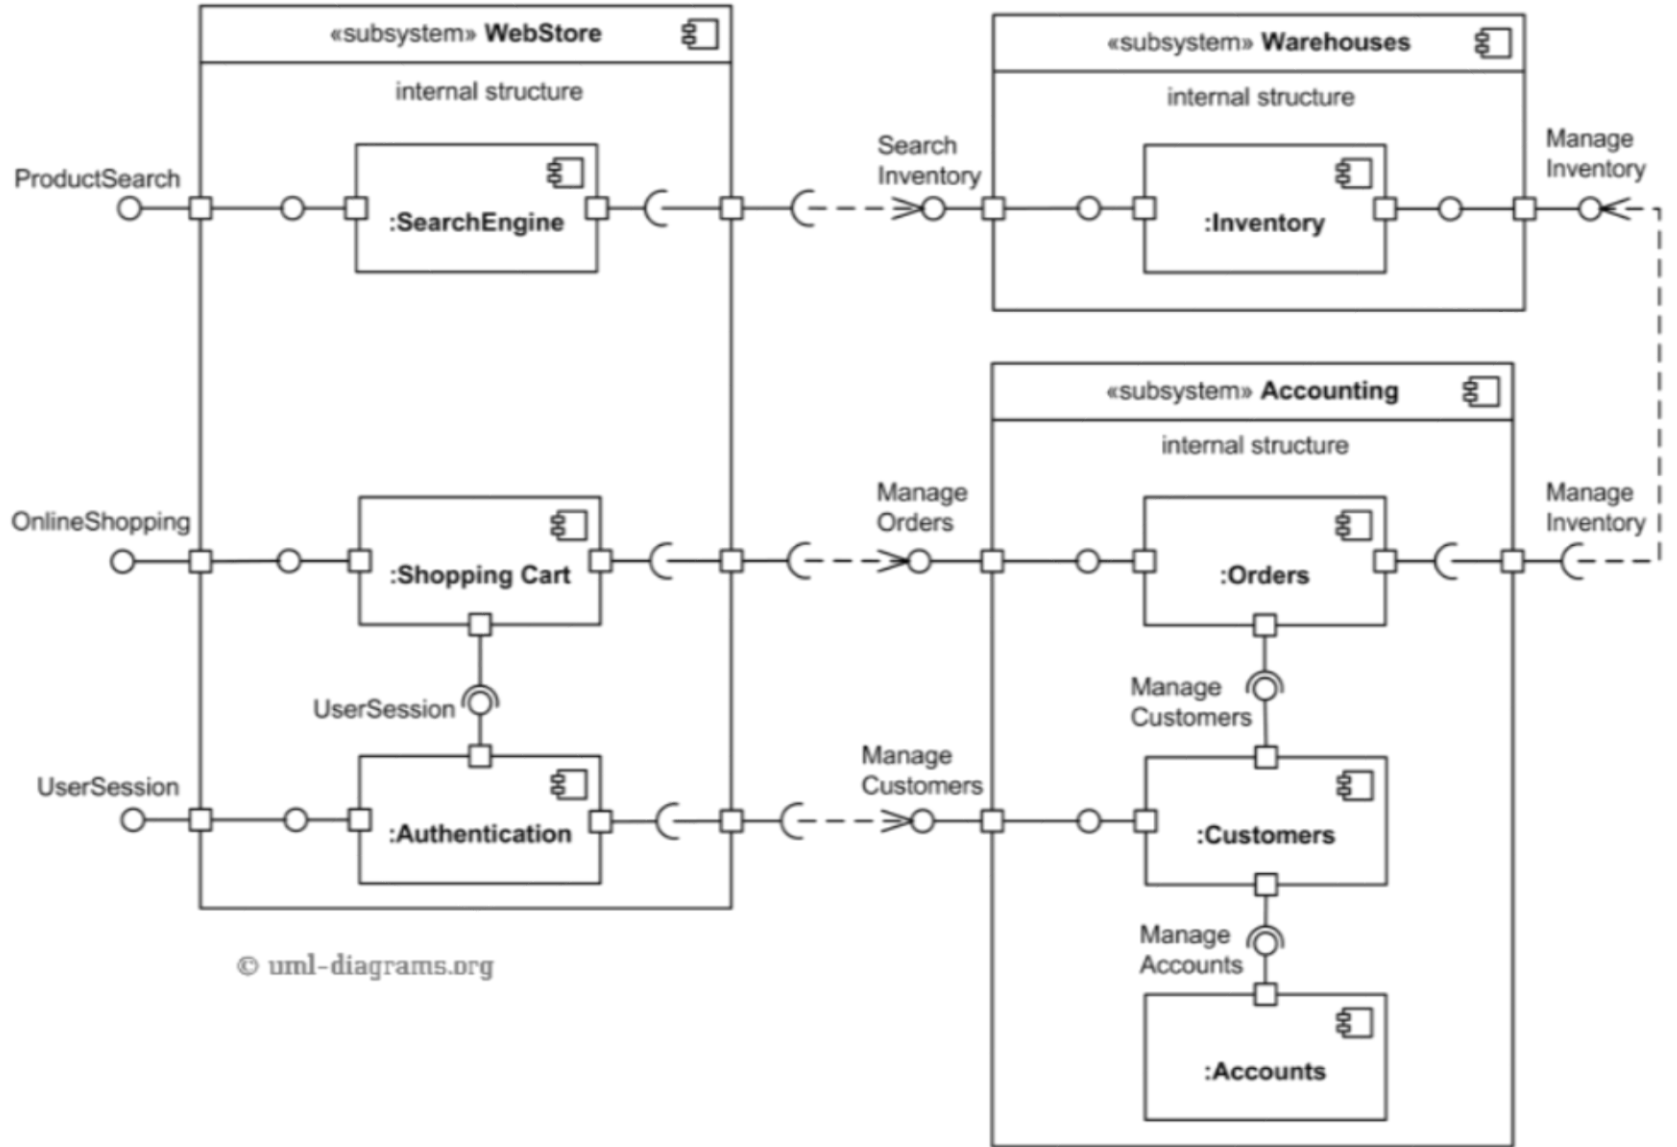 «subsystem» WebStore
internal structure
ProductSearch
:SearchEngine
OnlineShopping
:Shopping Cart
UserSession
UserSession
:Authentication
Search
Inventory
«subsystem» Warehouses
internal structure
:Inventory
Manage
Inventory
«subsystem» Accounting
internal structure
Manage
Orders
:Orders
Manage
Inventory
Manage
Customers
Manage
Customers
:Customers
Manage
Accounts
:Accounts
© uml-diagrams.org